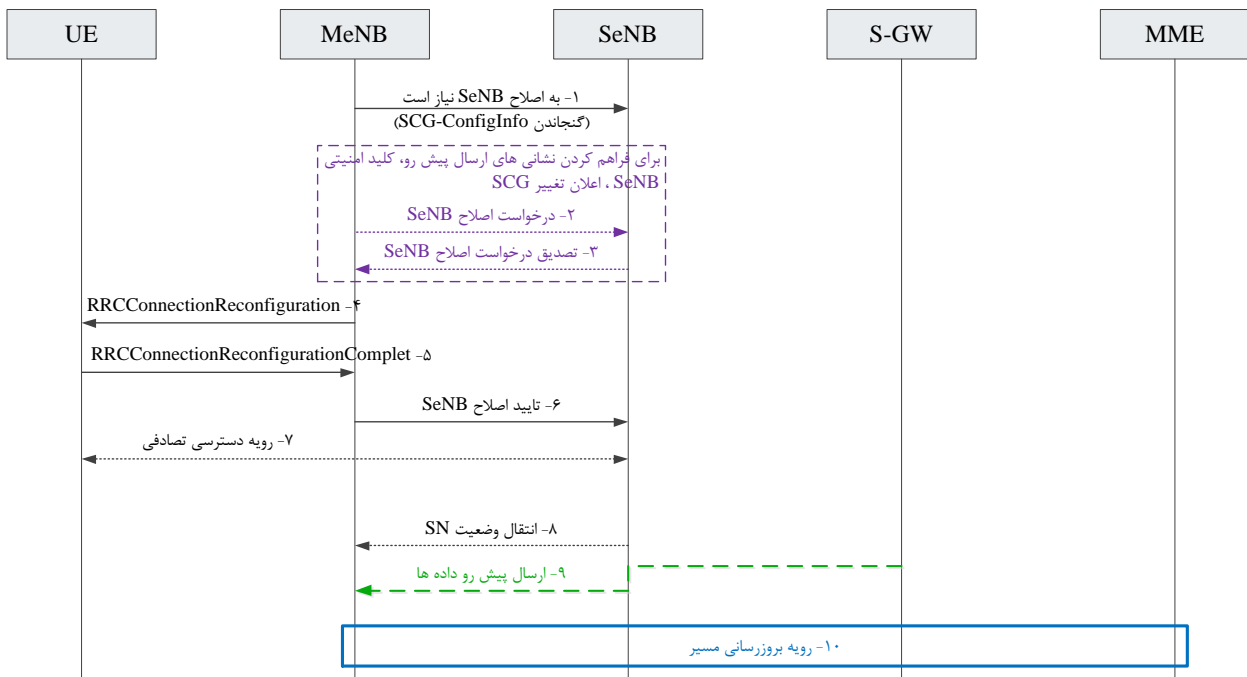 UE
MeNB
SeNB
S-GW
MME
۱- به اصلاح SeNB نیاز است
(گنجاندن SCG-ConfigInfo)
برای فراهم کردن نشانی های ارسال پیش رو، کلید امنیتی
SeNB ، اعلان تغییر SCG
۲- درخواست اصلاح SeNB
۳- تصدیق درخواست اصلاح SeNB
۴- RRCConnectionReconfiguration
۵- RRCConnectionReconfigurationComplet
۶- تایید اصلاح SeNB
۷- رویه دسترسی تصادفی
۸- انتقال وضعیت SN
۹- ارسال پیش رو داده ها
۱۰- رویه بروزرسانی مسیر